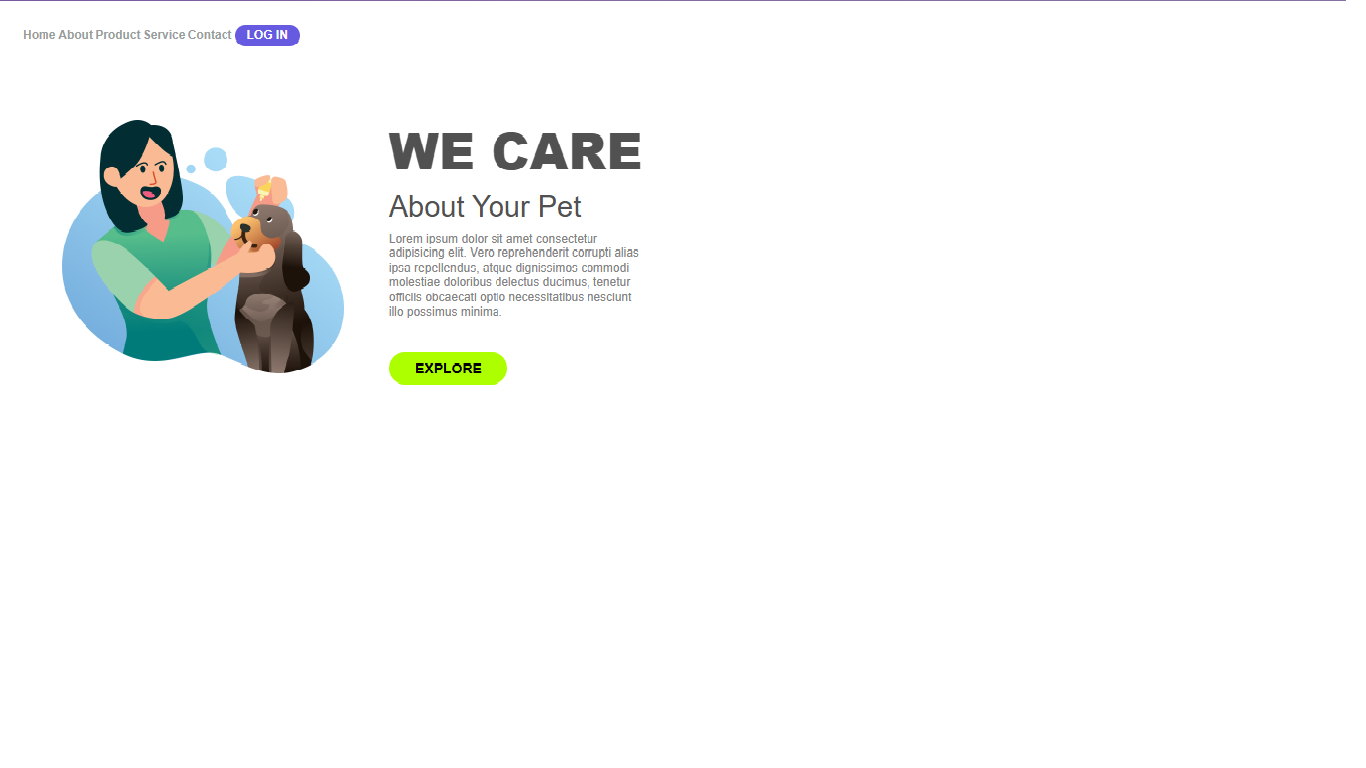 Home About Product Service Contact LOG IN
WE CARE
About Your Pet
Lorem ipsum dolor sit amet consectetur
adipisicing elit. Vero reprehenderit corrupti alias
ipsa repellendus, atque dignissimos commodi
molestiae doloribus delectus ducimus, tenetur
officiis obcaecati optio necessitatibus nesciunt
illo possimus minima.
EXPLORE